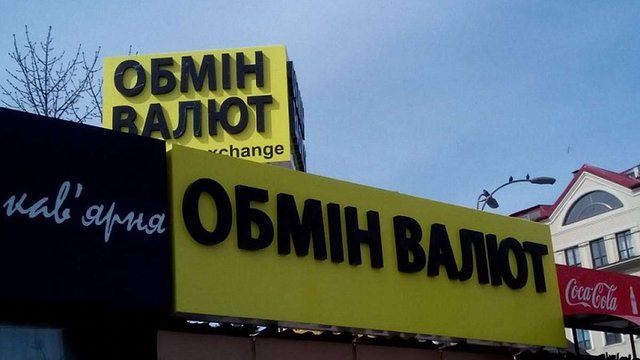 ОБМІН
ВАЛЮТ
xchange
кав'ярня
ОБМІН ВАЛЮТ
Coca-Cola